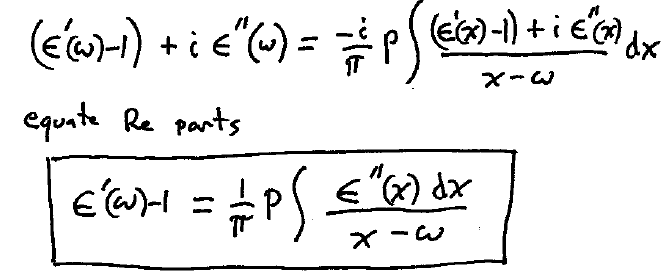 (ϵ'(ω)-1) + i ϵ''(ω) = -i/π P∫ (ϵ'(x)-1) + i ϵ''(x) / x-ω dx
equate Re parts
ϵ'(ω)-1 = 1/π P∫ ϵ''(x) dx / x-ω